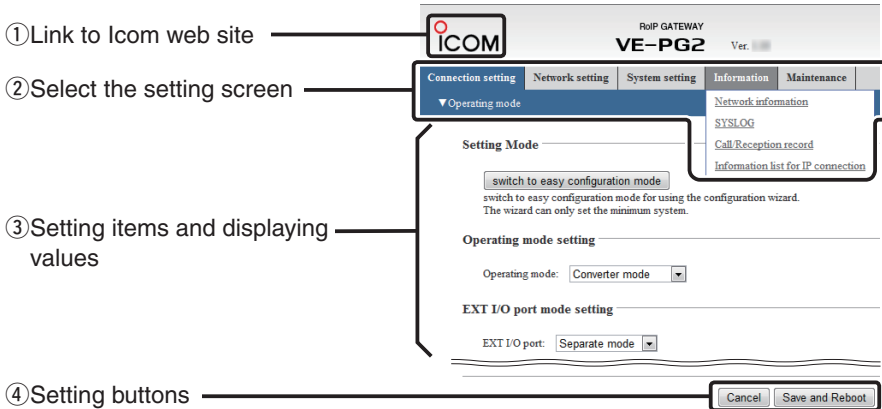 ①Link to Icom web site
ICOM
RoIP GATEWAY
VE-PG2 Ver.
②Select the setting screen
Connection setting Network setting System setting Information Maintenance
▼Operating mode
Network information
SYSLOG
Call/Reception record
Information list for IP connection
③Setting items and displaying
values
Setting Mode
switch to easy configuration mode
switch to easy configuration mode for using the configuration wizard.
The wizard can only set the minimum system.
Operating mode setting
Operating mode: Converter mode
EXT I/O port mode setting
EXT I/O port: Separate mode
④Setting buttons
Cancel Save and Reboot